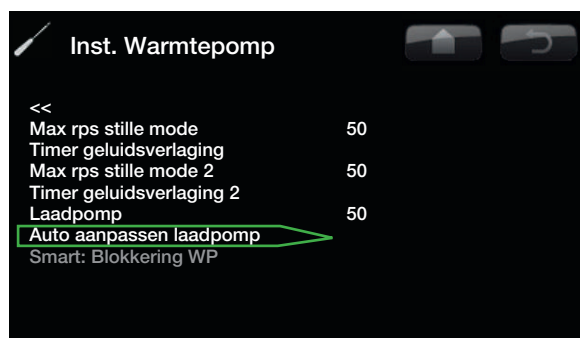 Inst. Warmtepomp
<<
Max rps stille mode 50
Timer geluidsverlaging
Max rps stille mode 2 50
Timer geluidsverlaging 2
Laadpomp 50
Auto aanpassen laadpomp
Smart: Blokkering WP